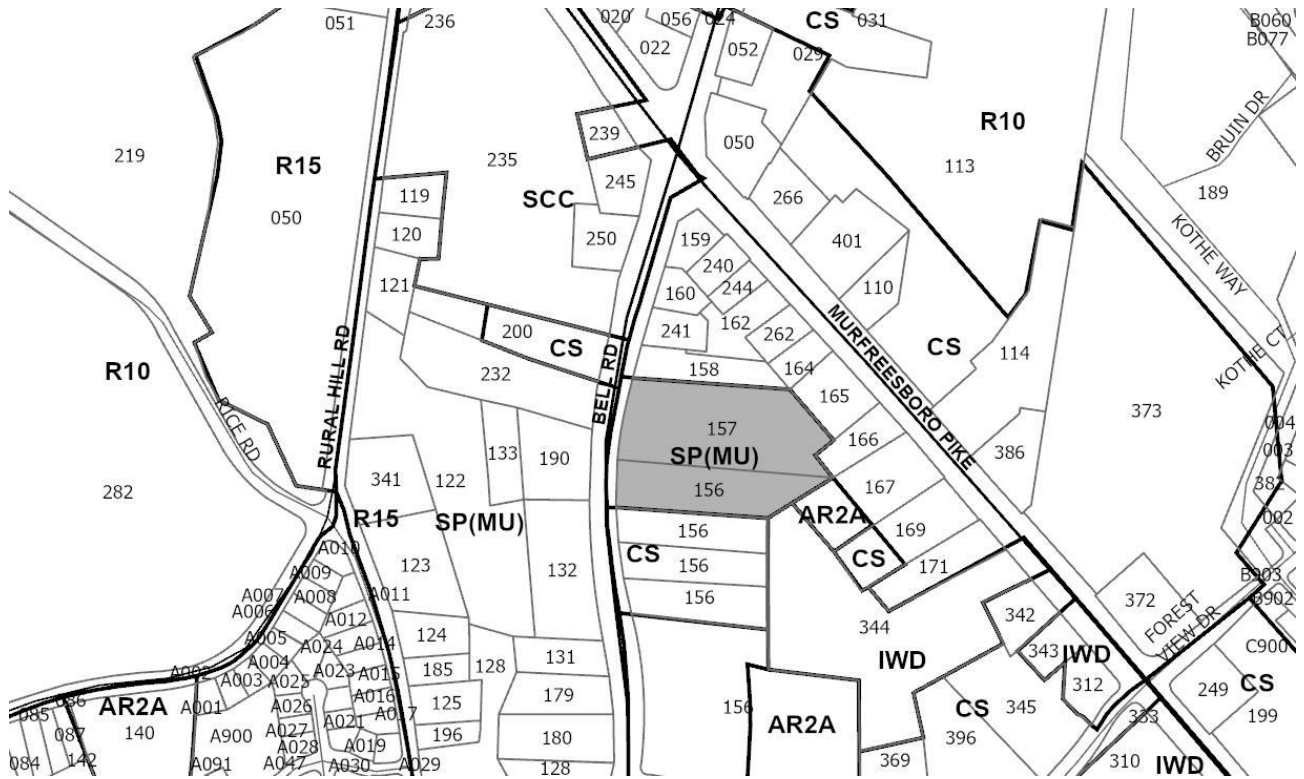 051
236
020
056
024
CS
031
B060
B077
022
052
029
239
050
R10
BRUIN DR
219
R15
235
245
113
189
SCC
266
119
050
120
250
159
401
KOTHE WAY
240
121
160
244
110
162
MURFREESBORO PIKE
200
CS
241
262
CS
114
RURAL HILL RD
BELL RD
232
158
164
KOTHE CT
R10
165
373
RICE RD
157
004
166
003
133
190
SP(MU)
386
341
122
382
282
156
167
AR2A
002
R15
SP(MU)
156
169
A010
CS
CS
123
156
171
A009
132
B903
A007
A008
A011
156
372
B902
A006
FOREST
VIEW DR
A012
342
A005
124
344
A014
A024
C900
131
IWD
343
IWD
A004
A023
185
128
A002
A003
A025
A015
312
249
CS
A016
179
086
AR2A
A001
A026
125
156
CS
345
085
A021
A017
333
199
087
140
A900
A027
196
AR2A
396
A028
A019
180
084
142
A091
A047
A030
A029
128
369
310
IWD